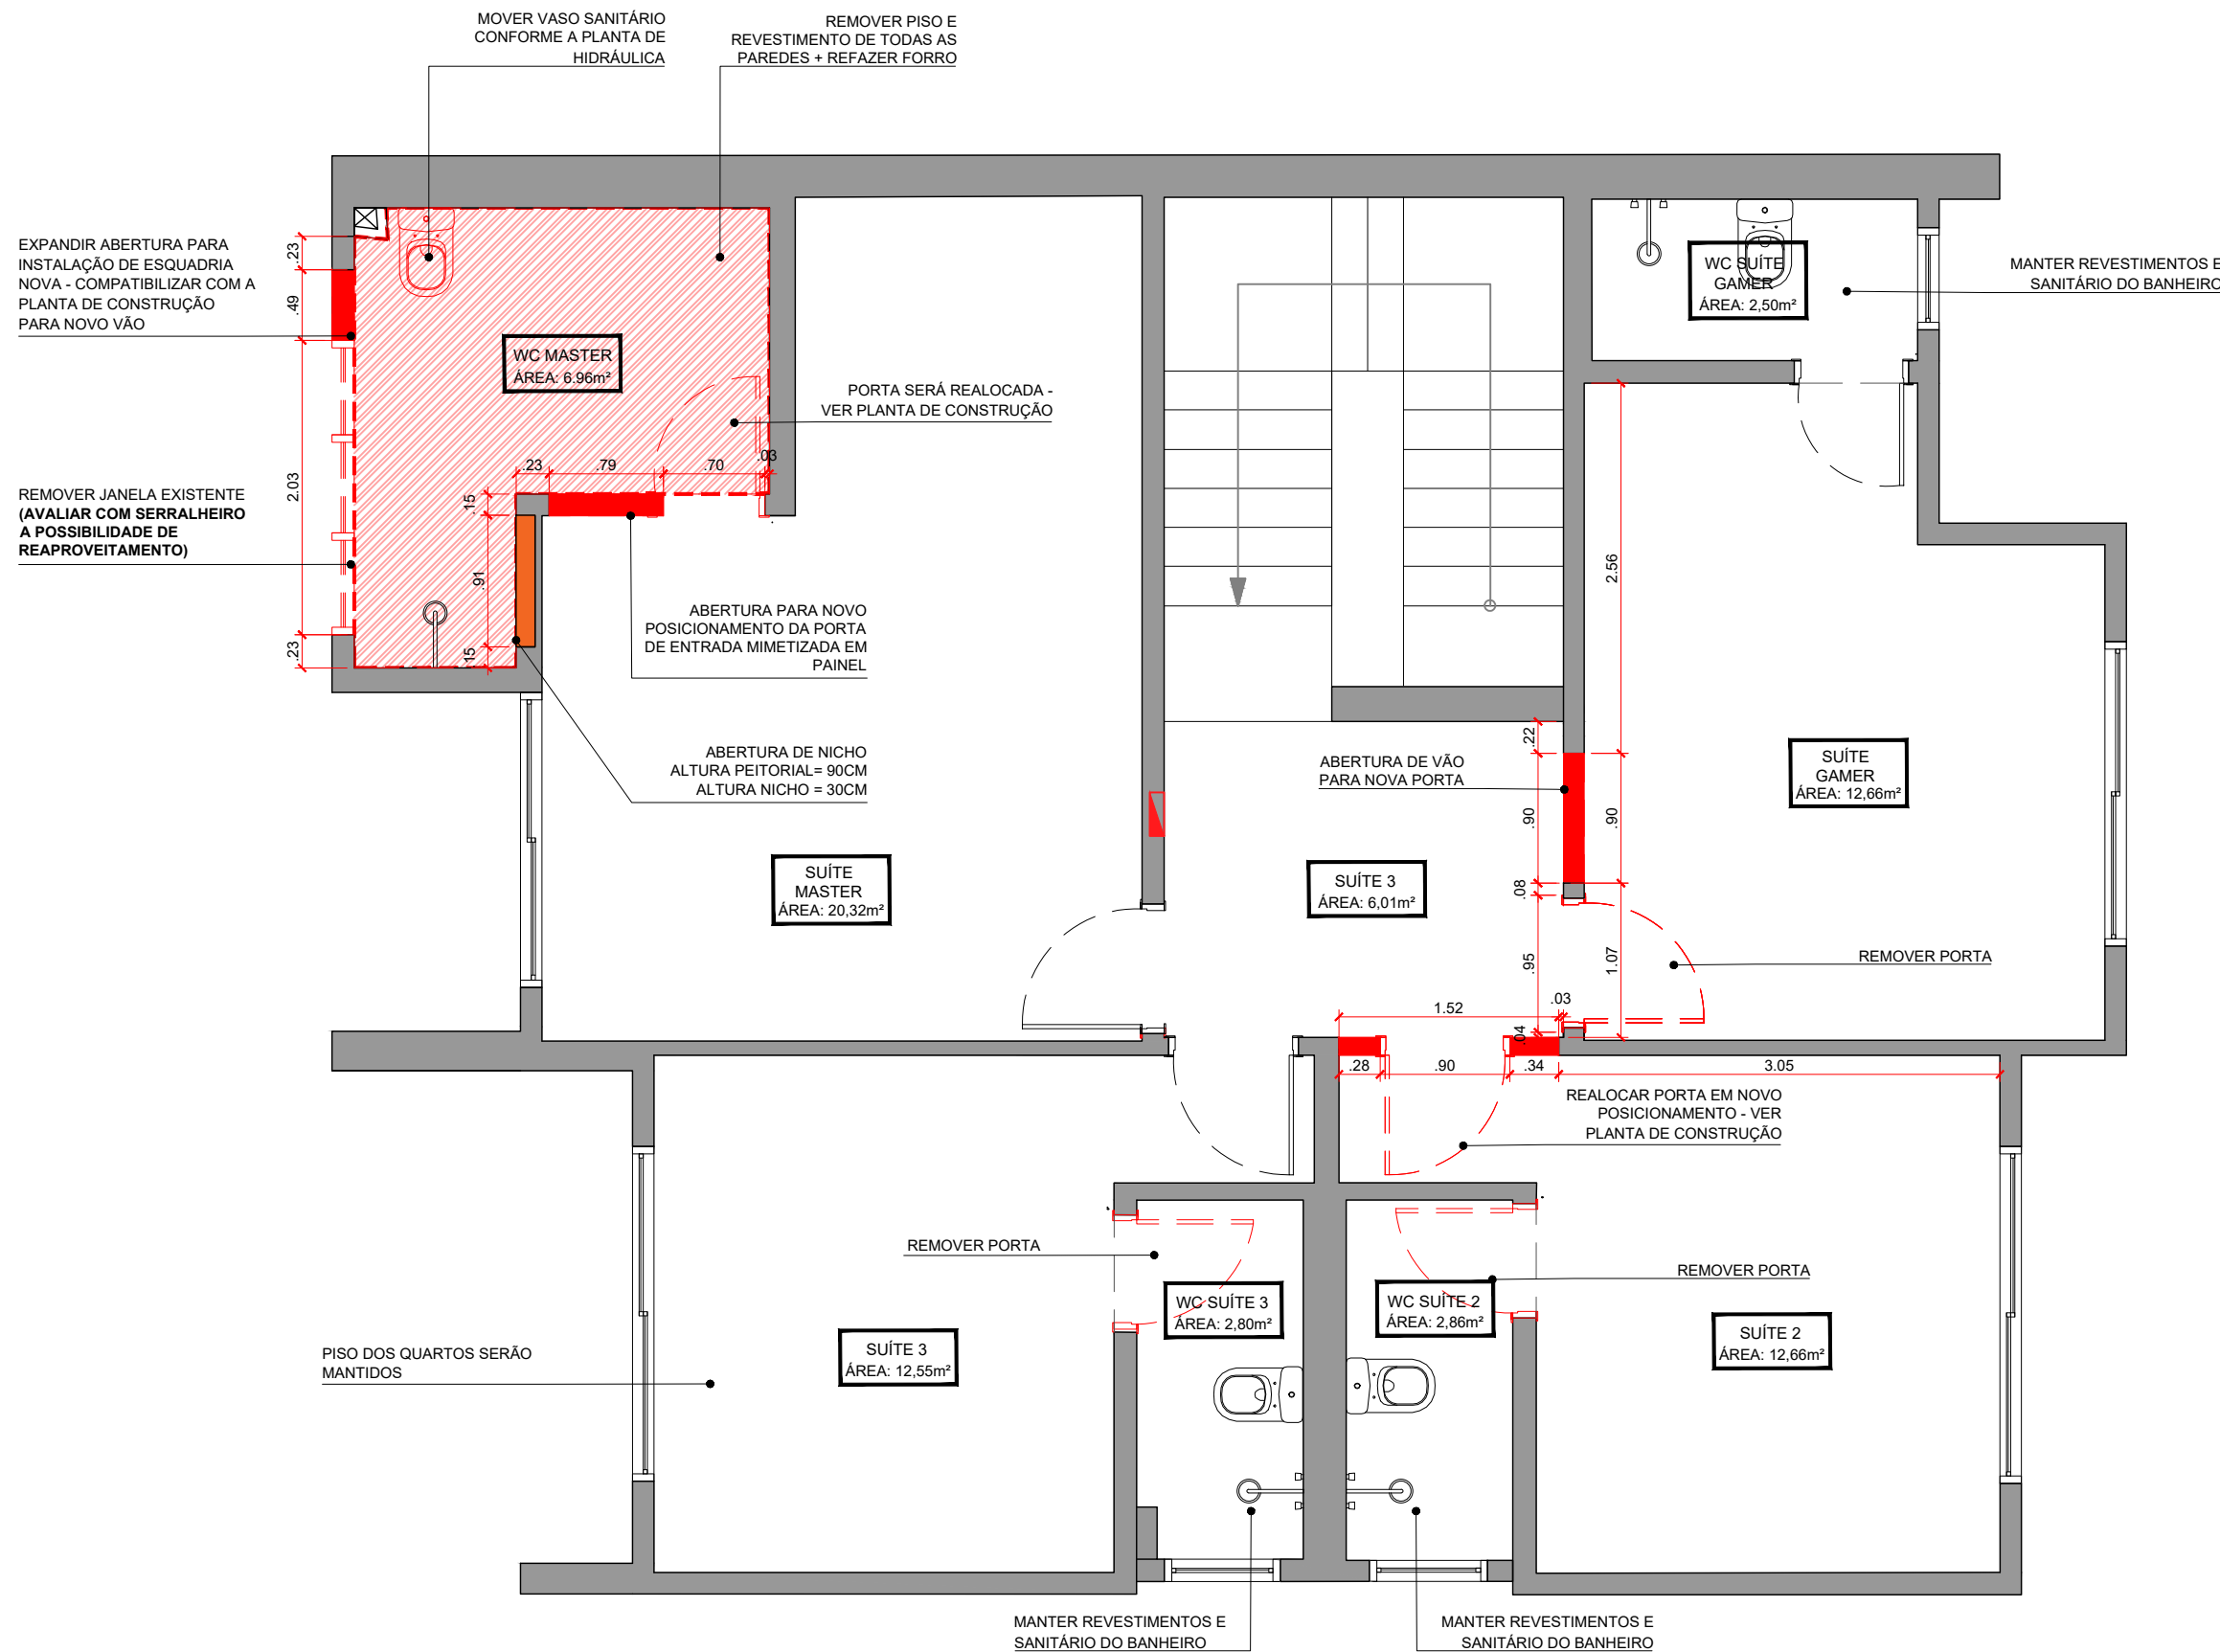 MOVER VASO SANITÁRIO
CONFORME A PLANTA DE
HIDRÁULICA
REMOVER PISO E
REVESTIMENTO DE TODAS AS
PAREDES + REFAZER FORRO
EXPANDIR ABERTURA PARA
INSTALAÇÃO DE ESQUADRIA
NOVA - COMPATIBILIZAR COM A
PLANTA DE CONSTRUÇÃO
PARA NOVO VÃO
.23
.49
2.03
.23
WC MASTER
ÁREA: 6.96m²
PORTA SERÁ REALOCADA -
VER PLANTA DE CONSTRUÇÃO
WC SUÍTE
GAMER
ÁREA: 2,50m²
MANTER REVESTIMENTOS E
SANITÁRIO DO BANHEIRO
.23
.79
.70
.03
.15
.91
.15
REMOVER JANELA EXISTENTE
(AVALIAR COM SERRALHEIRO
A POSSIBILIDADE DE
REAPROVEITAMENTO)
ABERTURA PARA NOVO
POSICIONAMENTO DA PORTA
DE ENTRADA MIMETIZADA EM
PAINEL
ABERTURA DE NICHO
ALTURA PEITORIAL= 90CM
ALTURA NICHO = 30CM
2.56
.22
ABERTURA DE VÃO
PARA NOVA PORTA
.90
.90
SUÍTE
GAMER
ÁREA: 12,66m²
SUÍTE
MASTER
ÁREA: 20,32m²
SUÍTE 3
ÁREA: 6,01m²
.08
.95
1.07
REMOVER PORTA
1.52
.03
.04
.28
.90
.34
3.05
REALOCAR PORTA EM NOVO
POSICIONAMENTO - VER
PLANTA DE CONSTRUÇÃO
REMOVER PORTA
REMOVER PORTA
WC SUÍTE 3
ÁREA: 2,80m²
WC SUÍTE 2
ÁREA: 2,86m²
SUÍTE 3
ÁREA: 12,55m²
SUÍTE 2
ÁREA: 12,66m²
PISO DOS QUARTOS SERÃO
MANTIDOS
MANTER REVESTIMENTOS E
SANITÁRIO DO BANHEIRO
MANTER REVESTIMENTOS E
SANITÁRIO DO BANHEIRO